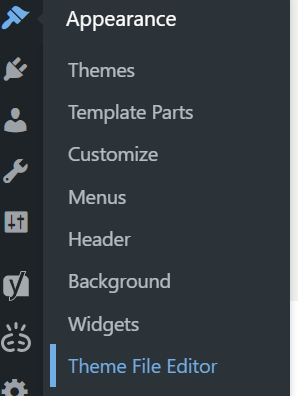 Appearance
Themes
Template Parts
Customize
Menus
Header
Background
Widgets
Theme File Editor